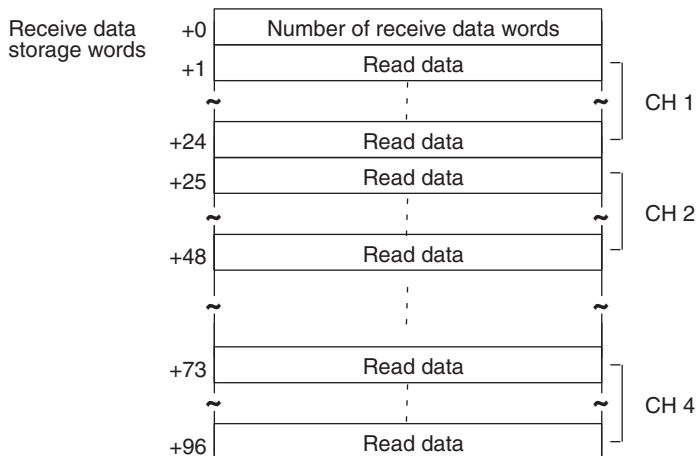 Receive data
storage words
+0 Number of receive data words
+1 Read data
CH 1
+24 Read data
+25 Read data
CH 2
+48 Read data
+73 Read data
CH 4
+96 Read data